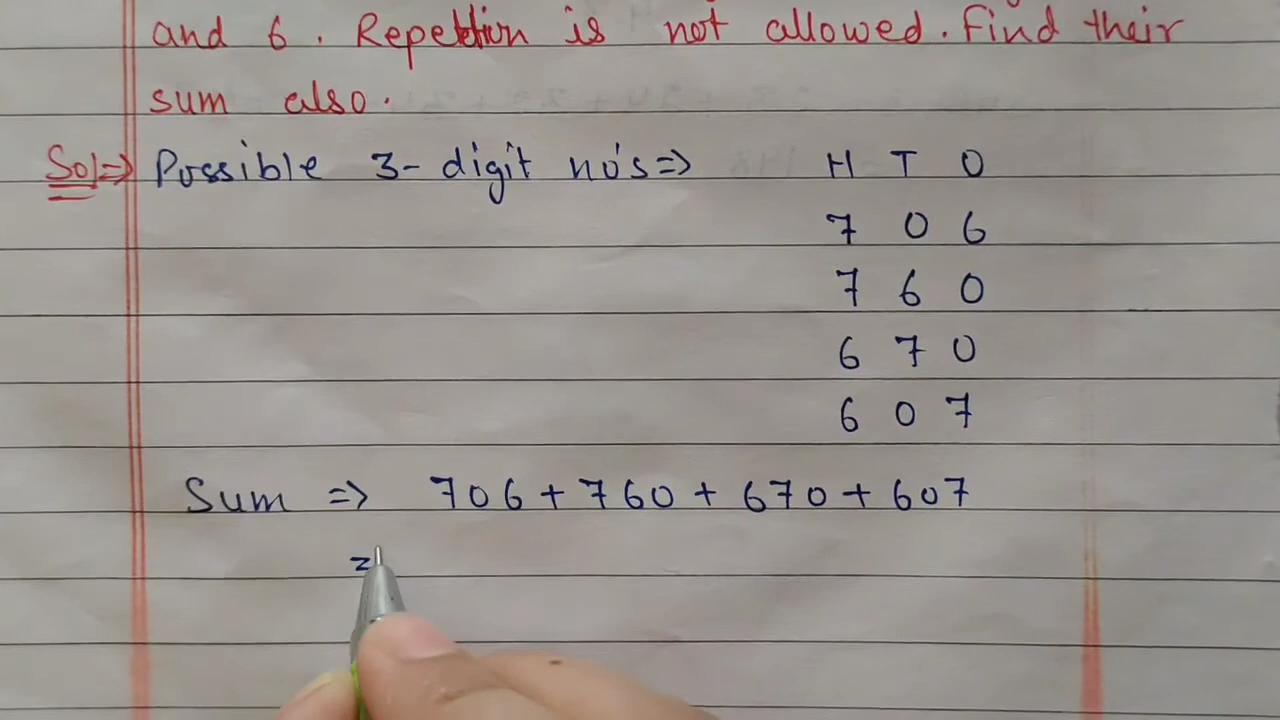 and 6. Repetition is not allowed. Find their
sum also.
Sol⇒ Possible 3-digit no's⇒ H T O
7 0 6
7 6 0
6 7 0
6 0 7
Sum ⇒ 706 + 760 + 670 + 607
=